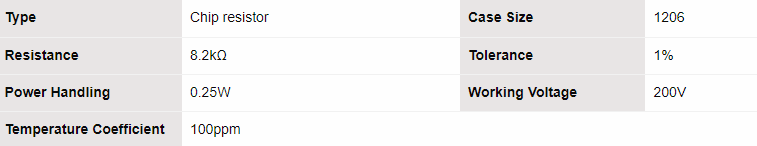 Type Chip resistor Case Size 1206
Resistance 8.2kΩ Tolerance 1%
Power Handling 0.25W Working Voltage 200V
Temperature Coefficient 100ppm